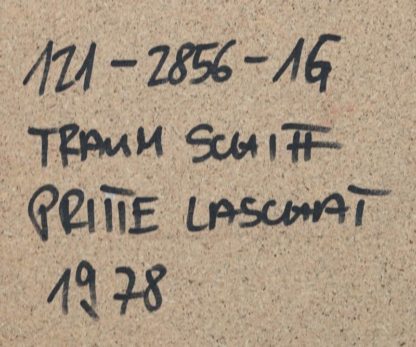 121-2856-1G
TRAUM SCHIFF
PRITTE LASCHAT
1978